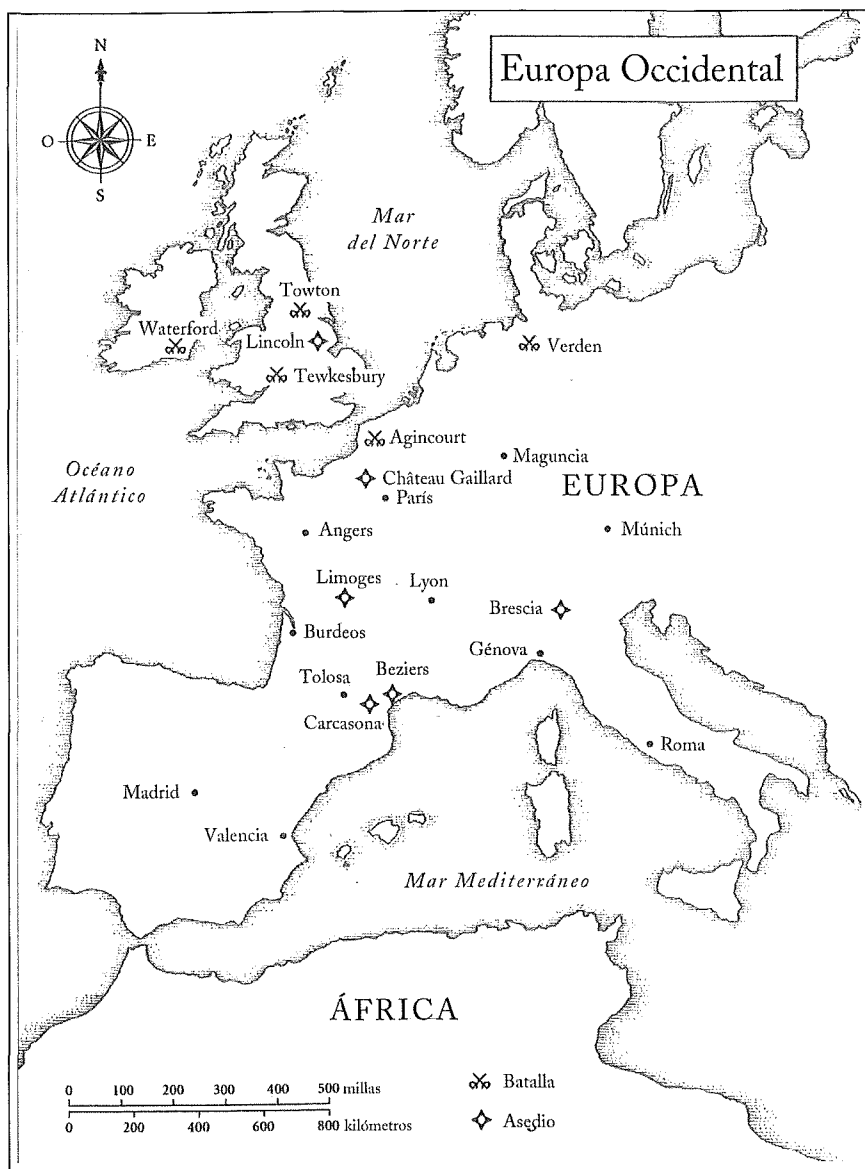 Europa Occidental
N
O
E
S
Mar
del Norte
Towton
Waterford
Lincoln
Verden
Tewkesbury
Agincourt
Maguncia
Océano
Atlántico
Château Gaillard
EUROPA
París
Angers
Múnich
Limoges
Lyon
Brescia
Burdeos
Génova
Tolosa
Beziers
Carcasona
Roma
Madrid
Valencia
Mar Mediterráneo
ÁFRICA
0 100 200 300 400 500 millas
0 200 400 600 800 kilómetros
Batalla
Asedio